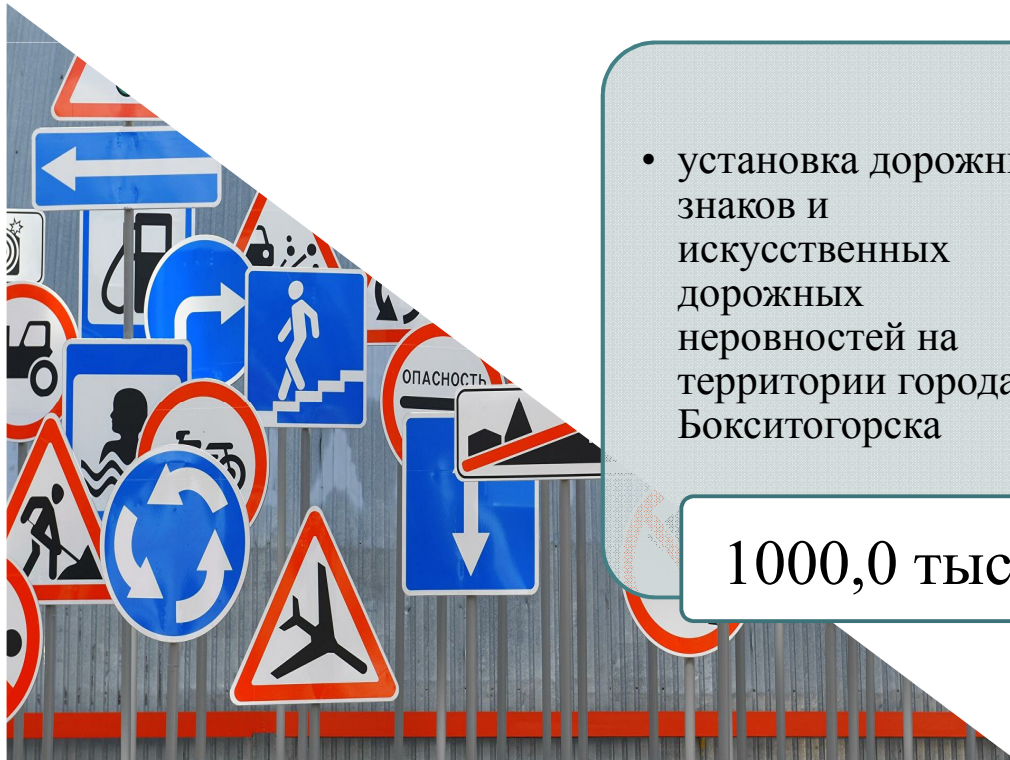 • установка дорожн
знаков и
искусственных
дорожных
неровностей на
территории города
Бокситогорска
ОПАСНОСТЬ
1000,0 тыс